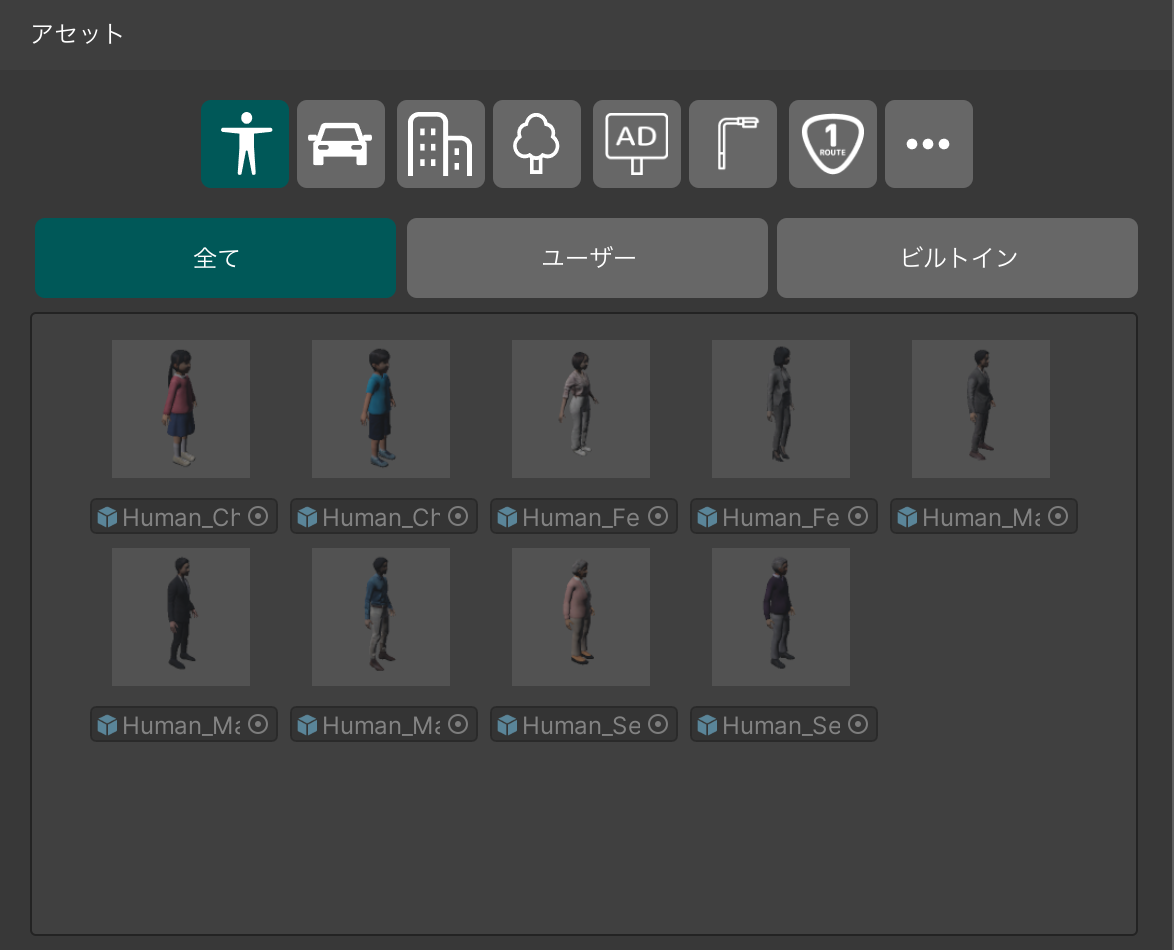 アセット
AD
1
ROUTE
全て
ユーザー
ビルトイン
Human_Ch
Human_Ch
Human_Fe
Human_Fe
Human_Ma
Human_Ma
Human_Ma
Human_Se
Human_Se